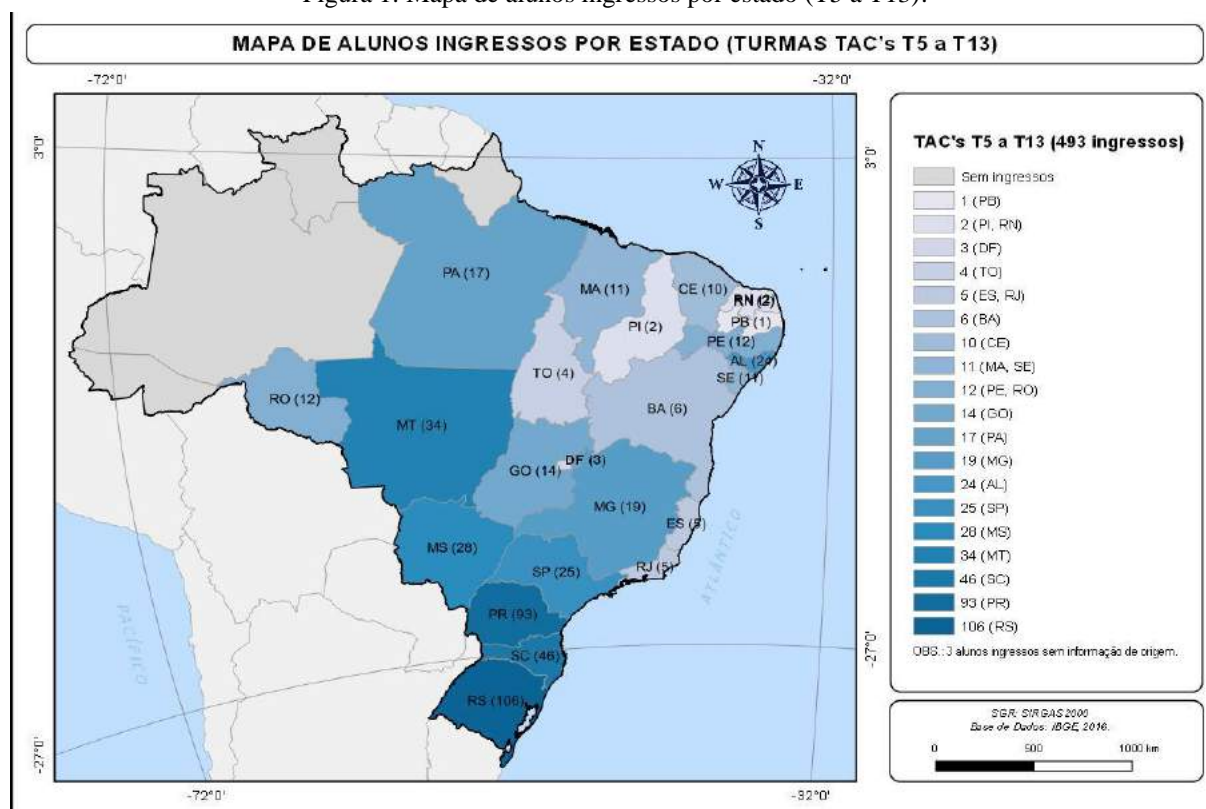 Figura 1: Mapa de alunos ingressos por estado (T5 a T13).
MAPA DE ALUNOS INGRESSOS POR ESTADO (TURMAS TAC's T5 a T13)
-72°0'
-32°0'
3°0'
3°0'
N
W
E
S
PA (17)
MA (11)
CE (10)
RN (2)
PI (2)
PB (1)
PE (12)
AL (24)
SE (11)
TO (4)
RO (12)
BA (6)
MT (34)
DF (3)
GO (14)
MG (19)
ES (5)
MS (28)
RJ (5)
SP (25)
PR (93)
SC (46)
RS (106)
ATLÂNTICO
PACÍFICO
-27°0'
-27°0'
-72°0'
-32°0'
TAC's T5 a T13 (493 ingressos)
Sem ingressos
1 (PB)
2 (PI, RN)
3 (DF)
4 (TO)
5 (ES, RJ)
6 (BA)
10 (CE)
11 (MA, SE)
12 (PE, RO)
14 (GO)
17 (PA)
19 (MG)
24 (AL)
25 (SP)
28 (MS)
34 (MT)
46 (SC)
93 (PR)
106 (RS)
OBS.: 3 alunos ingressos sem informação de origem.
SGR: SIRGAS 2000
Base de Dados: IBGE, 2016.
0 500 1000 km